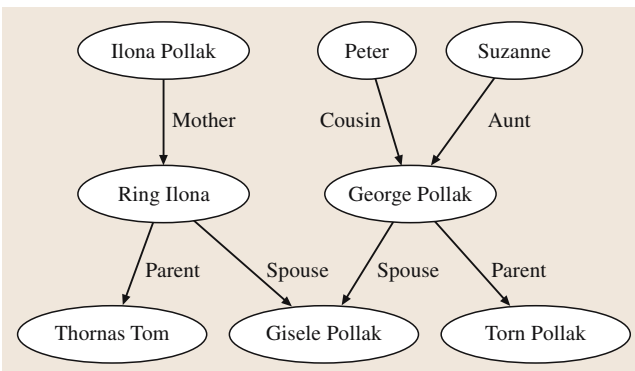 Ilona Pollak
Peter
Suzanne
Mother
Cousin
Aunt
Ring Ilona
George Pollak
Parent
Spouse
Spouse
Parent
Thornas Tom
Gisele Pollak
Torn Pollak